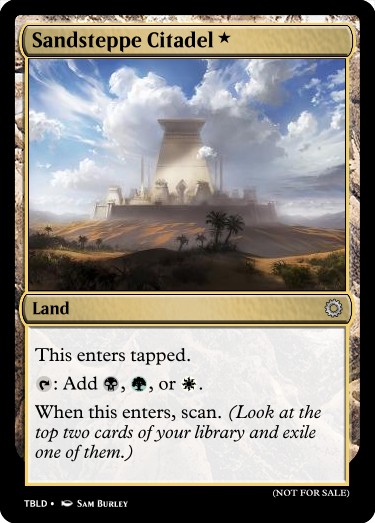 Sandsteppe Citadel ★
Land
This enters tapped.
: Add , , or .
When this enters, scan. (Look at the
top two cards of your library and exile
one of them.)
(NOT FOR SALE)
TBLD • SAM BURLEY